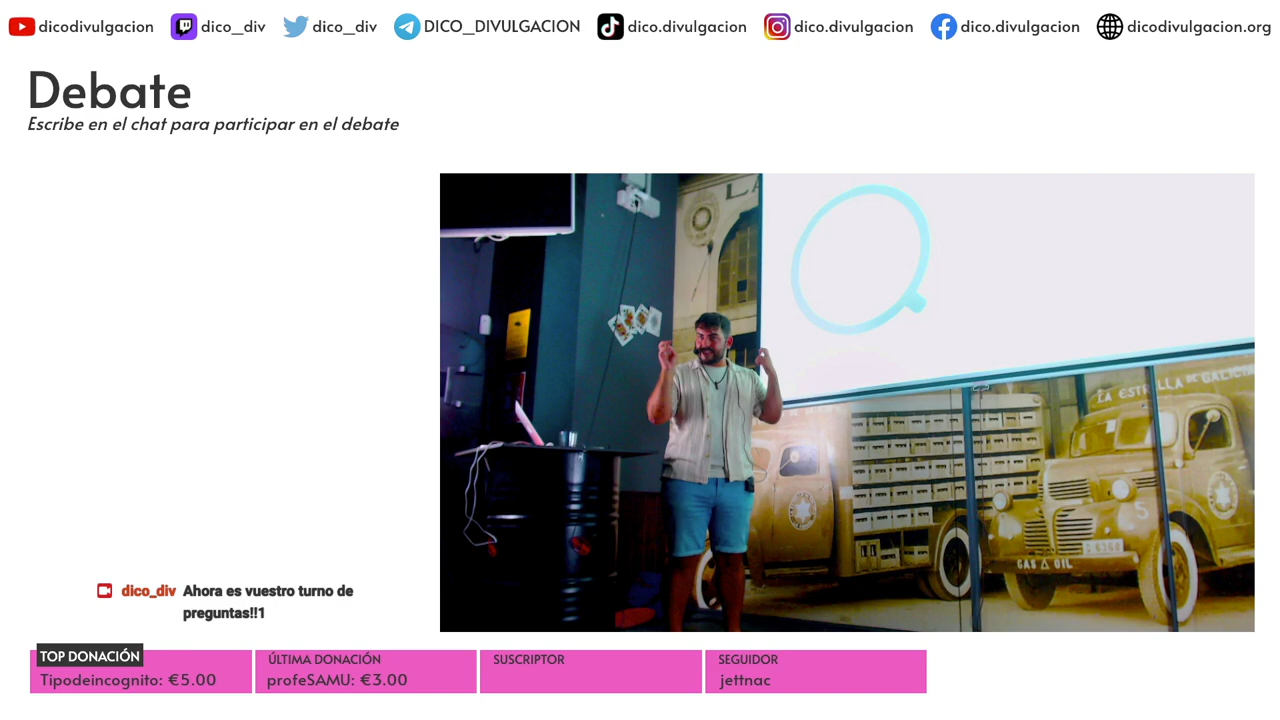 dicodivulgacion dico_div dico_div DICO_DIVULGACION dico.divulgacion dico.divulgacion dico.divulgacion dicodivulgacion.org
Debate
Escribe en el chat para participar en el debate
LA
LA ESTRELLA DE GALICIA
5
GAS OIL
dico_div Ahora es vuestro turno de
preguntas!!1
TOP DONACIÓN
Tipodeincognito: €5.00
ÚLTIMA DONACIÓN
profeSAMU: €3.00
SUSCRIPTOR
SEGUIDOR
jettnac